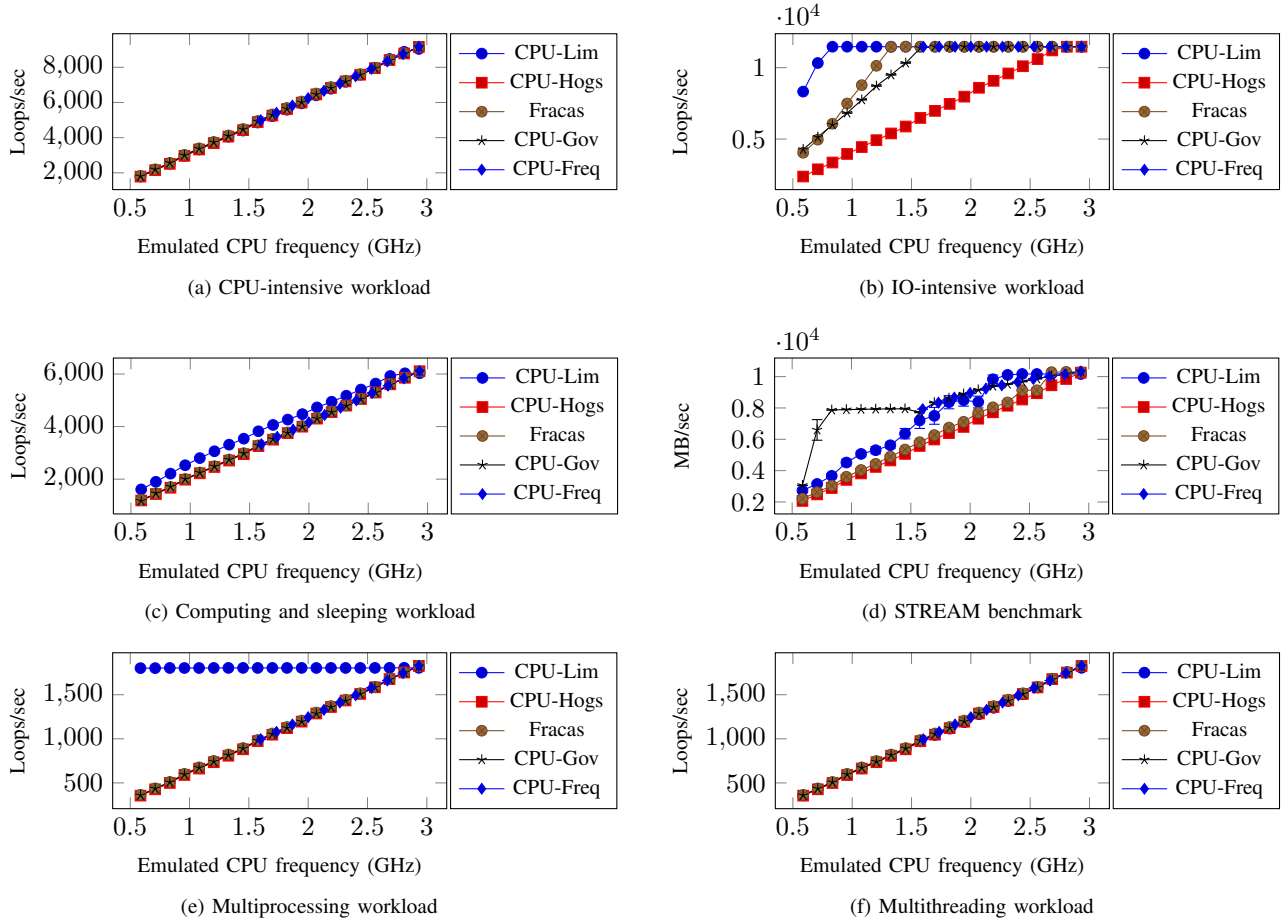 8,000
6,000
4,000
2,000
Loops/sec
0.5 1 1.5 2 2.5 3
Emulated CPU frequency (GHz)
CPU-Lim
CPU-Hogs
Fracas
CPU-Gov
CPU-Freq
(a) CPU-intensive workload
·10⁴
1
0.5
Loops/sec
0.5 1 1.5 2 2.5 3
Emulated CPU frequency (GHz)
CPU-Lim
CPU-Hogs
Fracas
CPU-Gov
CPU-Freq
(b) IO-intensive workload
6,000
4,000
2,000
Loops/sec
0.5 1 1.5 2 2.5 3
Emulated CPU frequency (GHz)
CPU-Lim
CPU-Hogs
Fracas
CPU-Gov
CPU-Freq
(c) Computing and sleeping workload
·10⁴
1
0.8
0.6
0.4
0.2
MB/sec
0.5 1 1.5 2 2.5 3
Emulated CPU frequency (GHz)
CPU-Lim
CPU-Hogs
Fracas
CPU-Gov
CPU-Freq
(d) STREAM benchmark
1,500
1,000
500
Loops/sec
0.5 1 1.5 2 2.5 3
Emulated CPU frequency (GHz)
CPU-Lim
CPU-Hogs
Fracas
CPU-Gov
CPU-Freq
(e) Multiprocessing workload
1,500
1,000
500
Loops/sec
0.5 1 1.5 2 2.5 3
Emulated CPU frequency (GHz)
CPU-Lim
CPU-Hogs
Fracas
CPU-Gov
CPU-Freq
(f) Multithreading workload